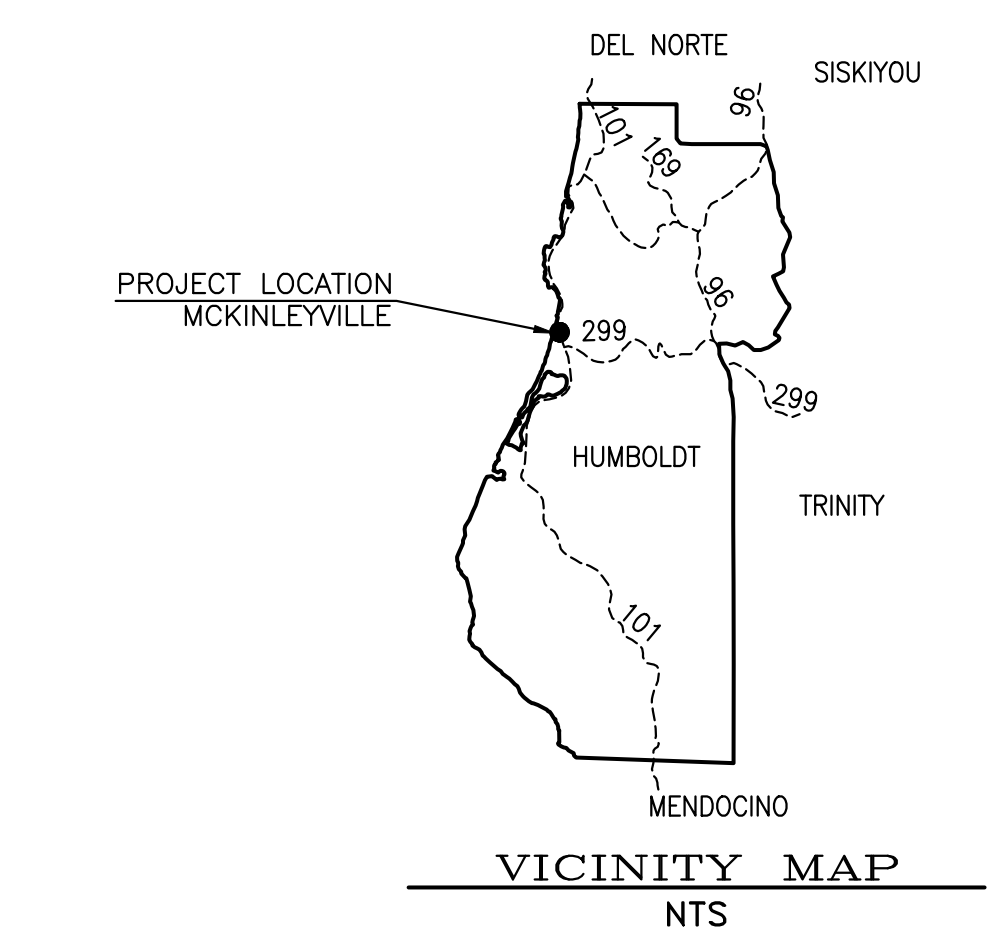 DEL NORTE
SISKIYOU
96
101
169
PROJECT LOCATION
MCKINLEYVILLE
96
299
299
HUMBOLDT
TRINITY
101
MENDOCINO
VICINITY MAP
NTS